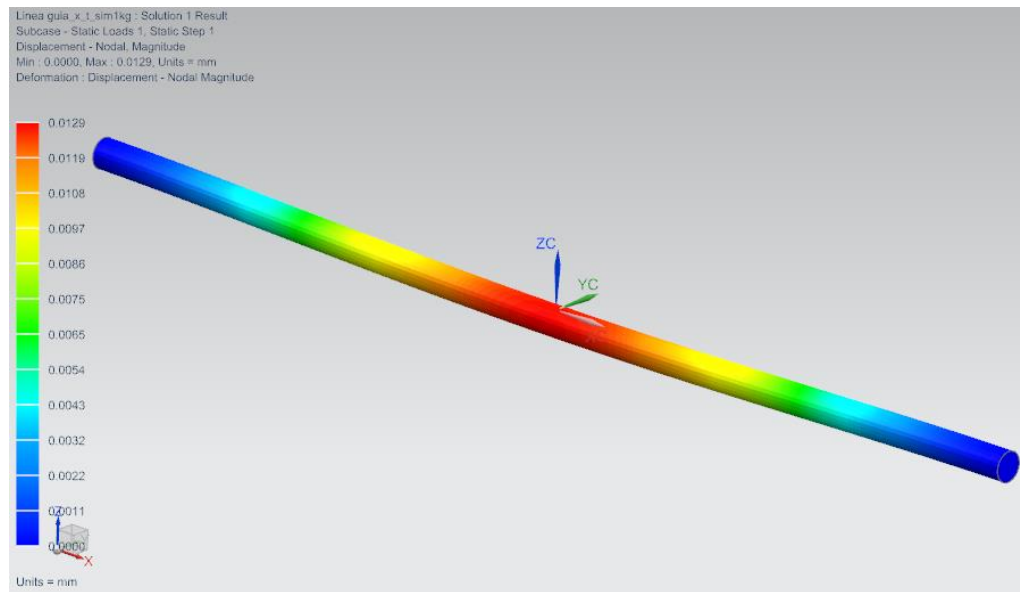 Linea guia_x_t_sim1kg : Solution 1 Result
Subcase - Static Loads 1, Static Step 1
Displacement - Nodal, Magnitude
Min : 0.0000, Max : 0.0129, Units = mm
Deformation : Displacement - Nodal Magnitude
0.0129
0.0119
0.0108
0.0097
0.0086
0.0075
0.0065
0.0054
0.0043
0.0032
0.0022
0.0011
0.0000
ZC
YC
Z
X
Units = mm